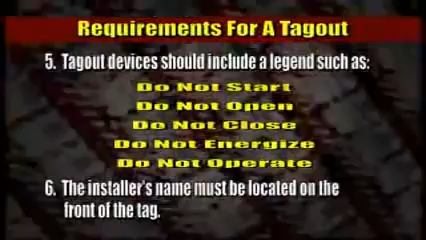 Requirements For A Tagout
5. Tagout devices should include a legend such as:
Do Not Start
Do Not Open
Do Not Close
Do Not Energize
Do Not Operate
6. The installer's name must be located on the
front of the tag.